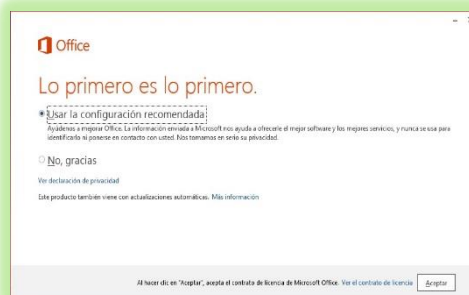 Office
Lo primero es lo primero.
Usar la configuración recomendada
Ayúdenos a mejorar Office. La información enviada a Microsoft nos ayuda a ofrecerle el mejor software y los mejores servicios, y nunca se usa para
identificarlo ni ponerse en contacto con usted. Nos tomamos en serio su privacidad.
No, gracias
Ver declaración de privacidad
Este producto también viene con actualizaciones automáticas. Más información
Al hacer clic en "Aceptar", acepta el contrato de licencia de Microsoft Office. Ver el contrato de licencia Aceptar